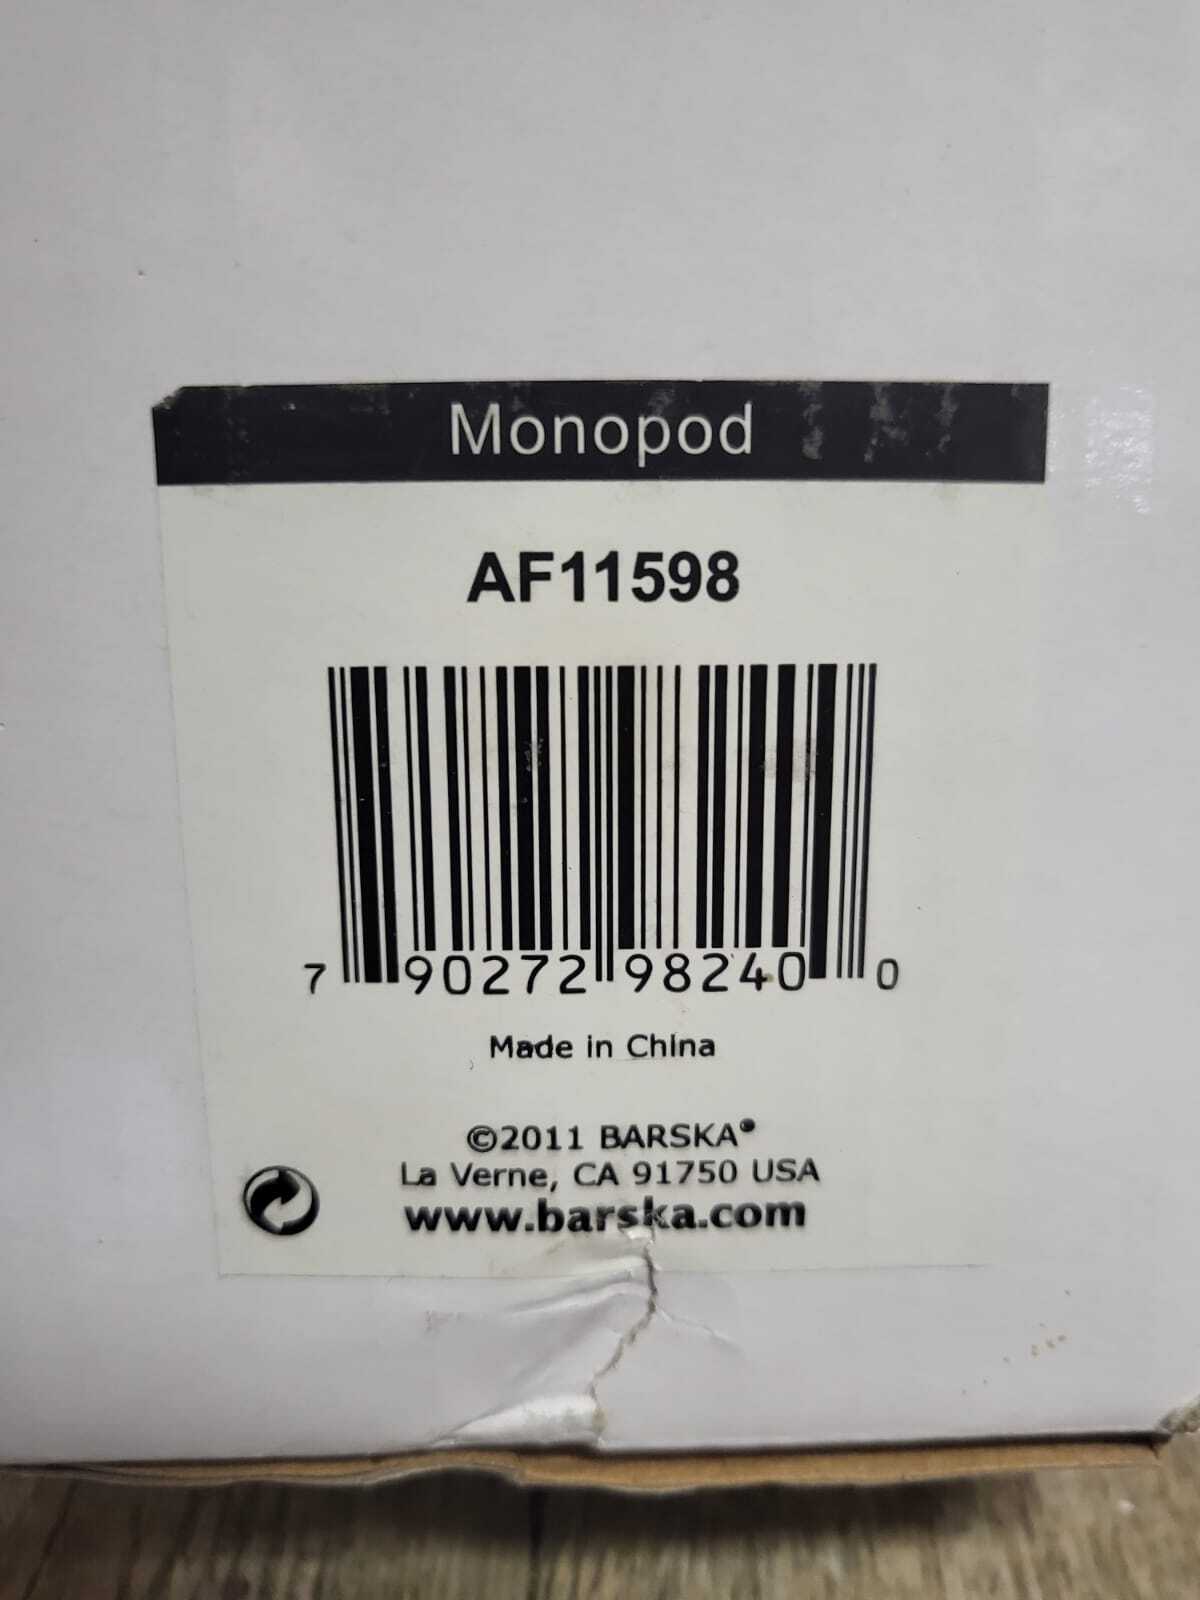 Monopod
AF11598
7 90272 98240 0
Made in China
©2011 BARSKA®
La Verne, CA 91750 USA
www.barska.com